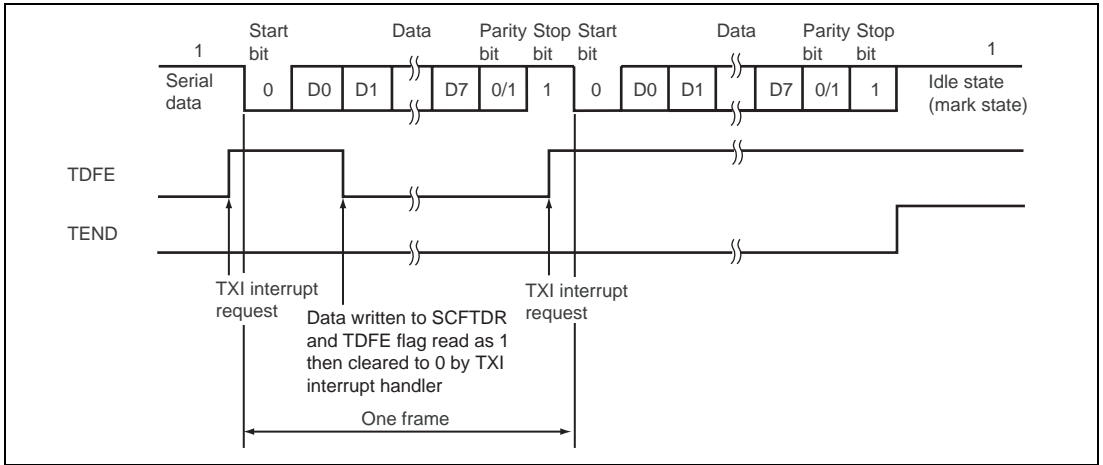 Start bit Data Parity bit Stop bit Start bit Data Parity bit Stop bit
1 1
Serial data
0 D0 D1 D7 0/1 1 0 D0 D1 D7 0/1 1
Idle state
(mark state)
TDFE
TEND
TXI interrupt
request
TXI interrupt
request
Data written to SCFTDR
and TDFE flag read as 1
then cleared to 0 by TXI
interrupt handler
One frame